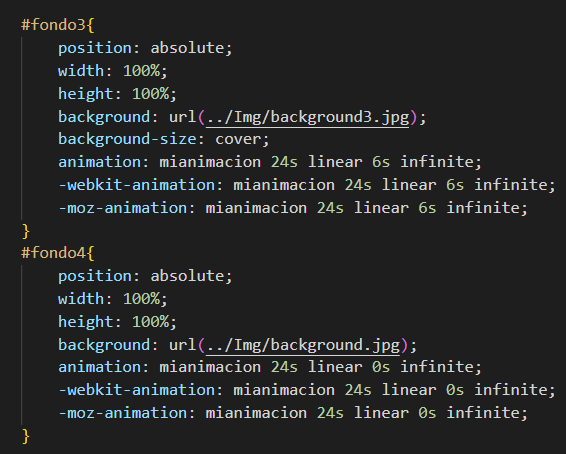 #fondo3{
position: absolute;
width: 100%;
height: 100%;
background: url(../Img/background3.jpg);
background-size: cover;
animation: mianimacion 24s linear 6s infinite;
-webkit-animation: mianimacion 24s linear 6s infinite;
-moz-animation: mianimacion 24s linear 6s infinite;
}
#fondo4{
position: absolute;
width: 100%;
height: 100%;
background: url(../Img/background.jpg);
animation: mianimacion 24s linear 0s infinite;
-webkit-animation: mianimacion 24s linear 0s infinite;
-moz-animation: mianimacion 24s linear 0s infinite;
}